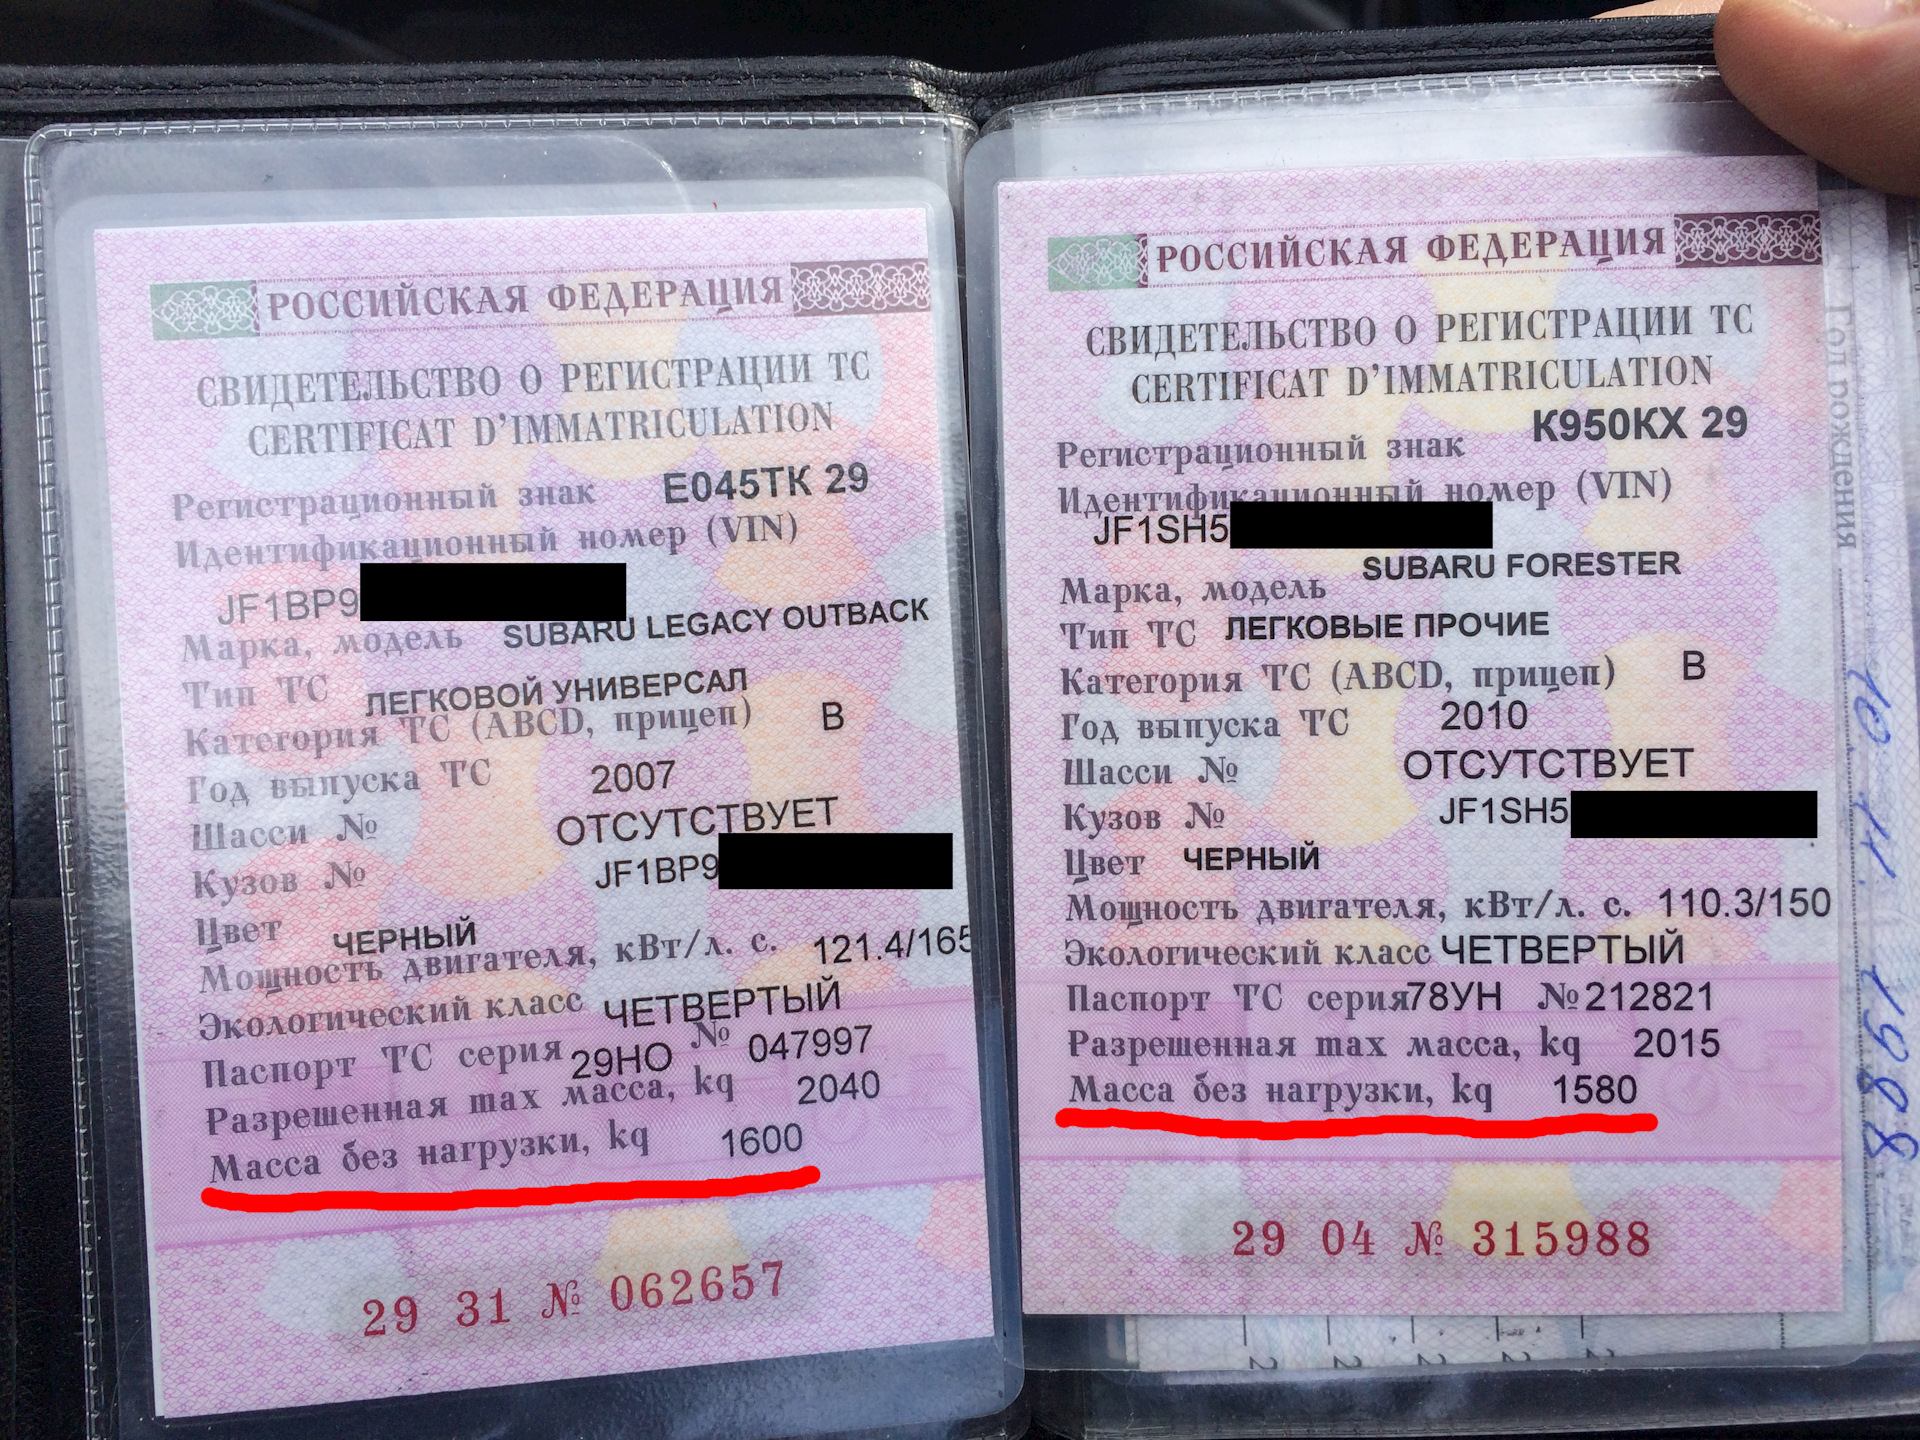 РОССИЙСКАЯ ФЕДЕРАЦИЯ
СВИДЕТЕЛЬСТВО О РЕГИСТРАЦИИ ТС
CERTIFICAT D'IMMATRICULATION
Регистрационный знак Е045ТК 29
Идентификационный номер (VIN)
JF1BP9
Марка, модель SUBARU LEGACY OUTBACK
Тип ТС ЛЕГКОВОЙ УНИВЕРСАЛ
Категория ТС (ABCD, прицеп) В
Год выпуска ТС 2007
Шасси № ОТСУТСТВУЕТ
Кузов № JF1BP9
Цвет ЧЕРНЫЙ
Мощность двигателя, кВт/л. с. 121.4/165
Экологический класс ЧЕТВЕРТЫЙ
Паспорт ТС серия 29НО № 047997
Разрешенная max масса, kg 2040
Масса без нагрузки, kg 1600
29 31 № 062657
РОССИЙСКАЯ ФЕДЕРАЦИЯ
СВИДЕТЕЛЬСТВО О РЕГИСТРАЦИИ ТС
CERTIFICAT D'IMMATRICULATION
Регистрационный знак К950КХ 29
Идентификационный номер (VIN)
JF1SH5
Марка, модель SUBARU FORESTER
Тип ТС ЛЕГКОВЫЕ ПРОЧИЕ
Категория ТС (ABCD, прицеп) В
Год выпуска ТС 2010
Шасси № ОТСУТСТВУЕТ
Кузов № JF1SH5
Цвет ЧЕРНЫЙ
Мощность двигателя, кВт/л. с. 110.3/150
Экологический класс ЧЕТВЕРТЫЙ
Паспорт ТС серия 78УН № 212821
Разрешенная max масса, kg 2015
Масса без нагрузки, kg 1580
29 04 № 315988
Год рождения
10. 11. 1988